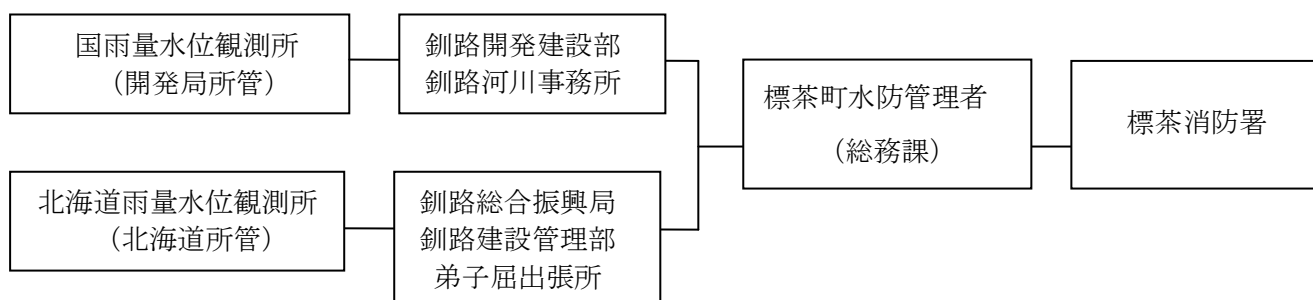 国雨量水位観測所
（開発局所管）
釧路開発建設部
釧路河川事務所
標茶町水防管理者
（総務課）
標茶消防署
北海道雨量水位観測所
（北海道所管）
釧路総合振興局
釧路建設管理部
弟子屈出張所